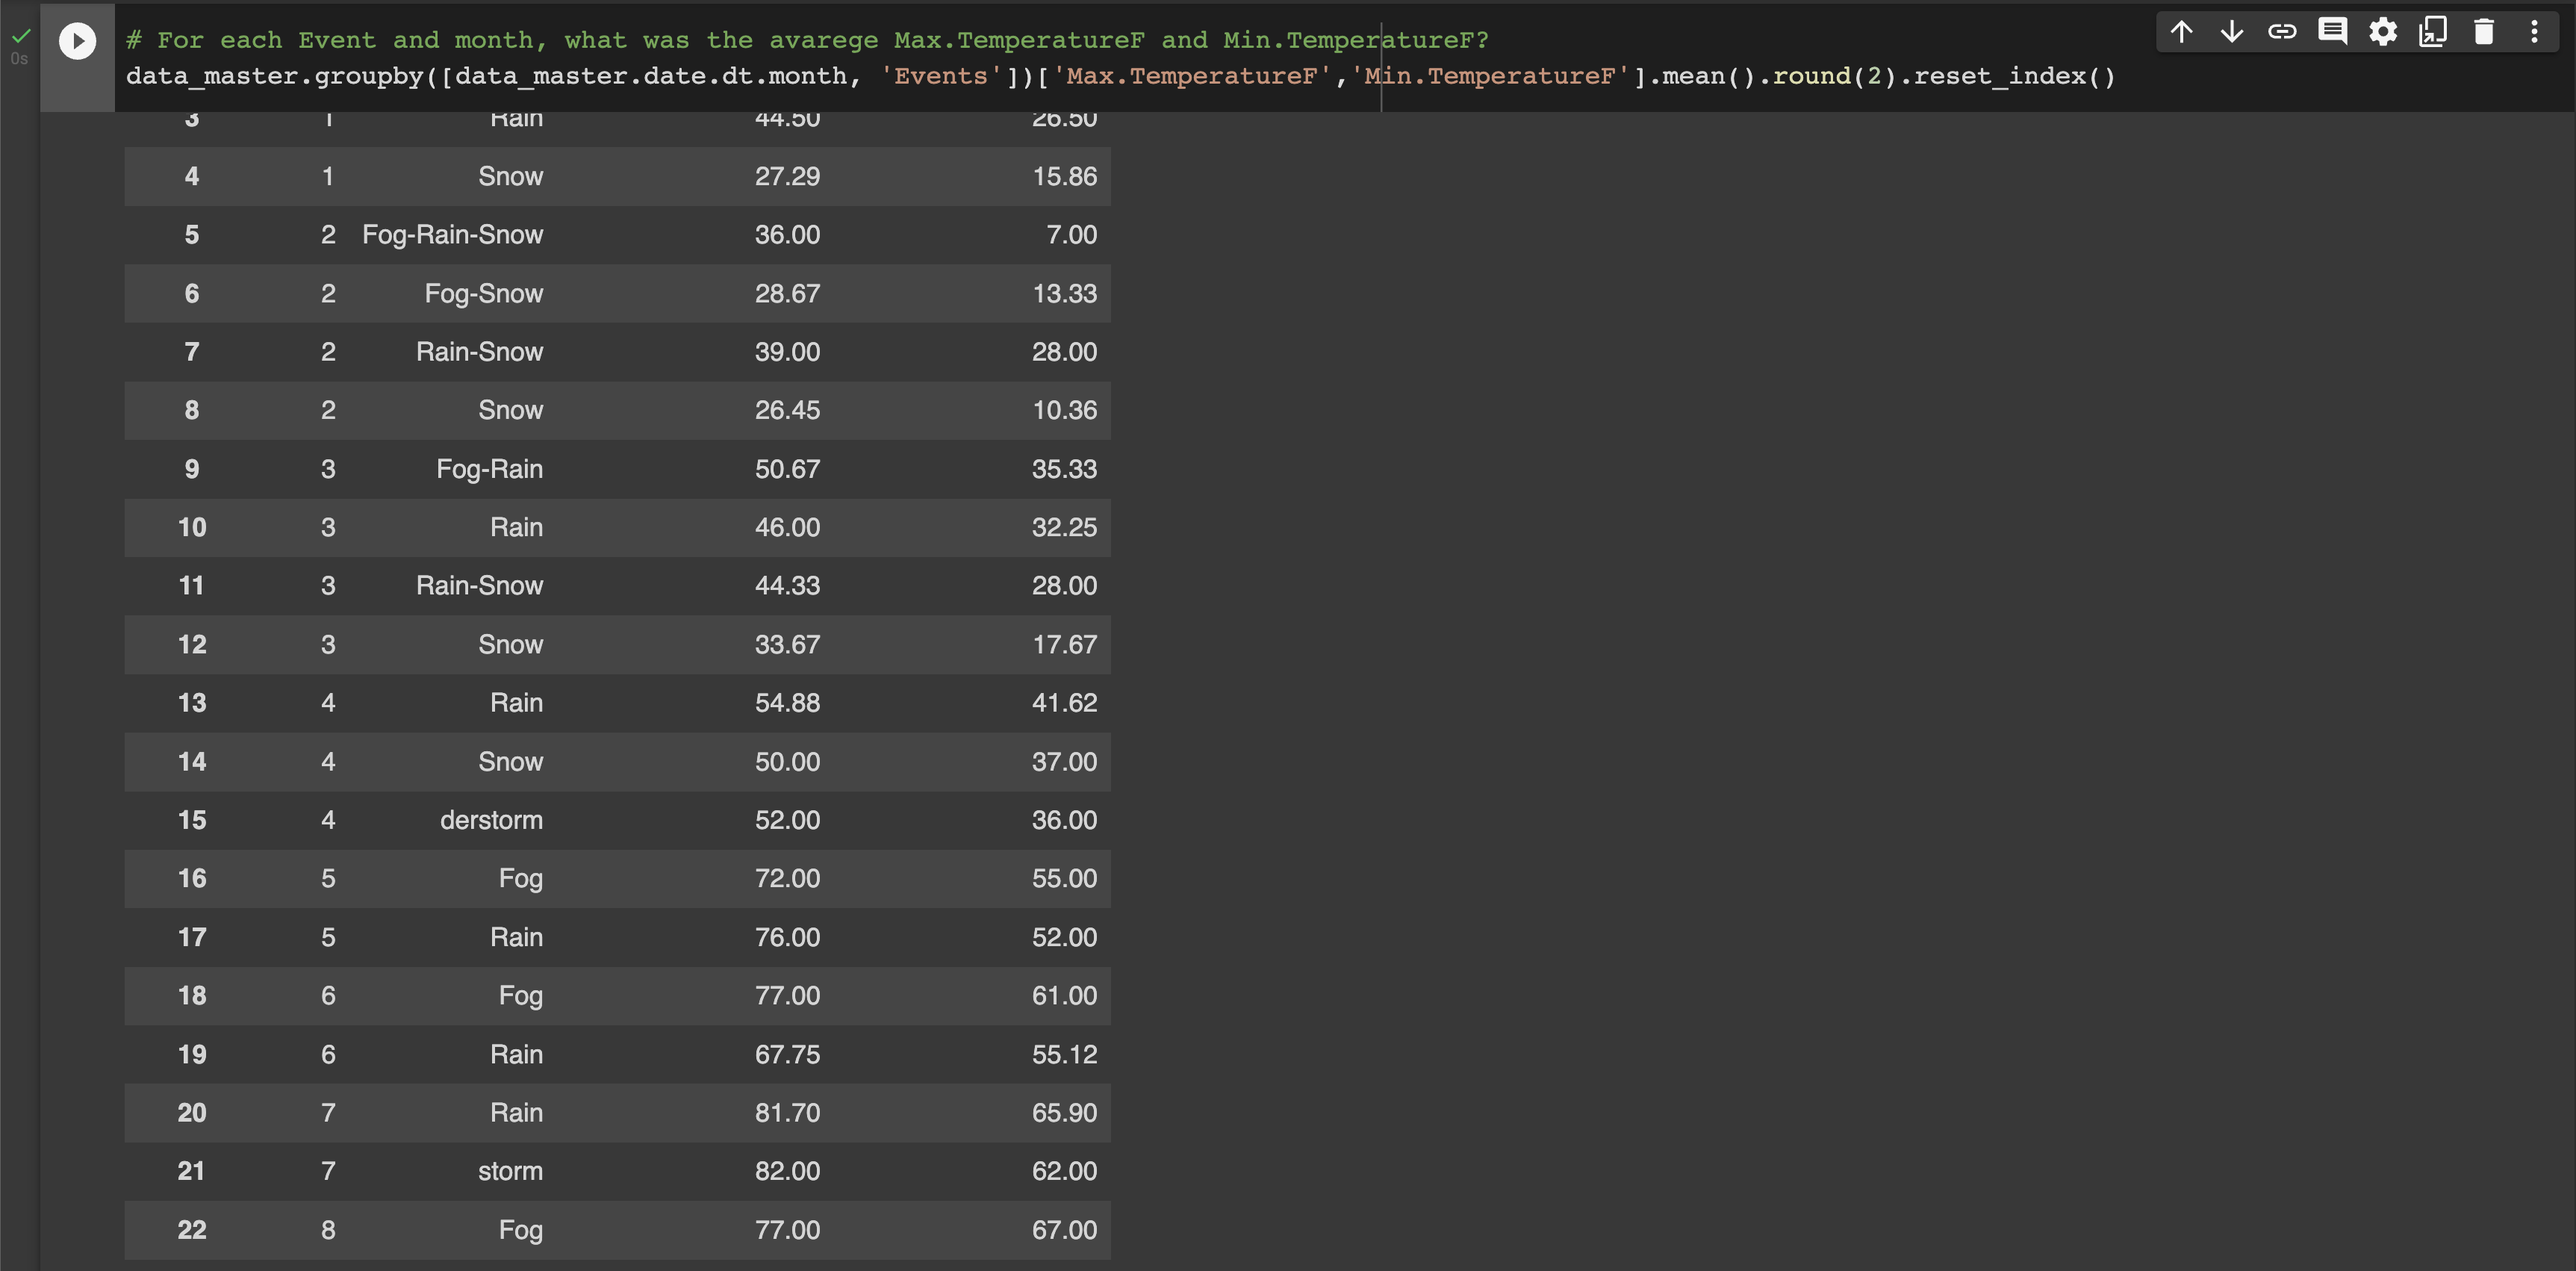 # For each Event and month, what was the avarege Max.TemperatureF and Min.TemperatureF?
data_master.groupby([data_master.date.dt.month, 'Events'])['Max.TemperatureF','Min.TemperatureF'].mean().round(2).reset_index()
0s
3 1 Rain 44.50 26.50
4 1 Snow 27.29 15.86
5 2 Fog-Rain-Snow 36.00 7.00
6 2 Fog-Snow 28.67 13.33
7 2 Rain-Snow 39.00 28.00
8 2 Snow 26.45 10.36
9 3 Fog-Rain 50.67 35.33
10 3 Rain 46.00 32.25
11 3 Rain-Snow 44.33 28.00
12 3 Snow 33.67 17.67
13 4 Rain 54.88 41.62
14 4 Snow 50.00 37.00
15 4 derstorm 52.00 36.00
16 5 Fog 72.00 55.00
17 5 Rain 76.00 52.00
18 6 Fog 77.00 61.00
19 6 Rain 67.75 55.12
20 7 Rain 81.70 65.90
21 7 storm 82.00 62.00
22 8 Fog 77.00 67.00